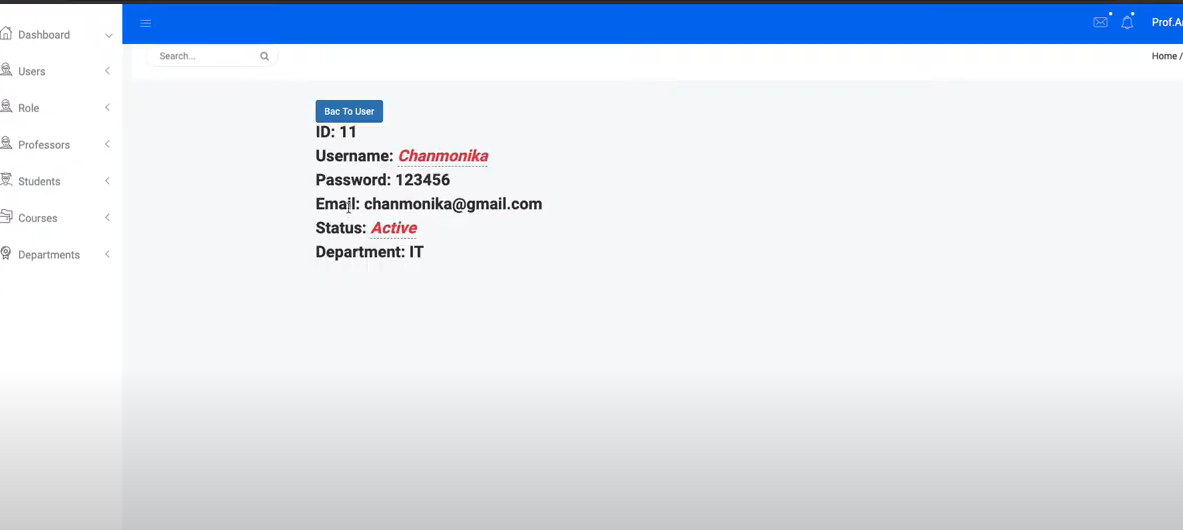 Dashboard
Users
Role
Professors
Students
Courses
Departments
Prof.A
Search...
Home /
Bac To User
ID: 11
Username: Chanmonika
Password: 123456
Email: chanmonika@gmail.com
Status: Active
Department: IT